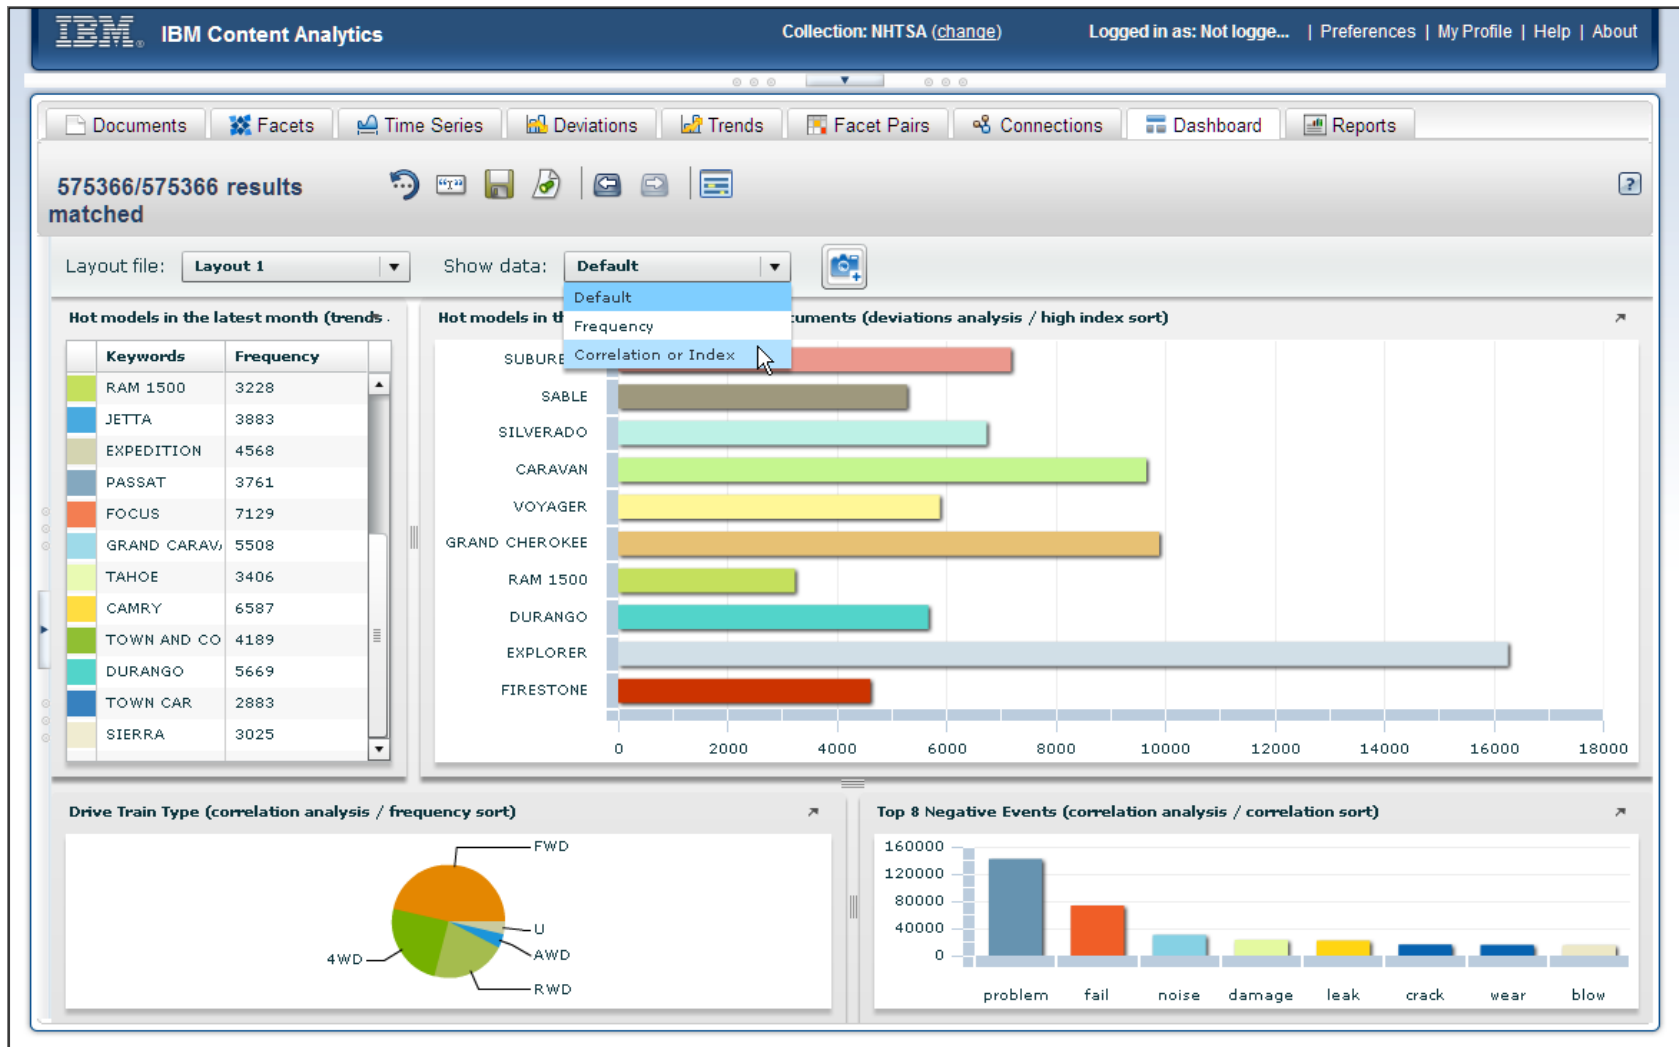 IBM. IBM Content Analytics Collection: NHTSA (change) Logged in as: Not logge... | Preferences | My Profile | Help | About
Documents Facets Time Series Deviations Trends Facet Pairs Connections Dashboard Reports
575366/575366 results
matched
Layout file: Layout 1 Show data: Default
Default
Frequency
Correlation or Index
Hot models in the latest month (trends
Keywords Frequency
RAM 1500 3228
JETTA 3883
EXPEDITION 4568
PASSAT 3761
FOCUS 7129
GRAND CARAV 5508
TAHOE 3406
CAMRY 6587
TOWN AND CO 4189
DURANGO 5669
TOWN CAR 2883
SIERRA 3025
Hot models in th uments (deviations analysis / high index sort)
SUBURB
SABLE
SILVERADO
CARAVAN
VOYAGER
GRAND CHEROKEE
RAM 1500
DURANGO
EXPLORER
FIRESTONE
0 2000 4000 6000 8000 10000 12000 14000 16000 18000
Drive Train Type (correlation analysis / frequency sort)
FWD
U
AWD
4WD
RWD
Top 8 Negative Events (correlation analysis / correlation sort)
160000
120000
80000
40000
0
problem fail noise damage leak crack wear blow